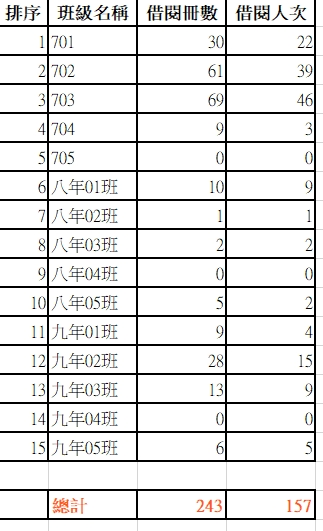 排序 班級名稱 借閱冊數 借閱人次
1 701 30 22
2 702 61 39
3 703 69 46
4 704 9 3
5 705 0 0
6 八年01班 10 9
7 八年02班 1 1
8 八年03班 2 2
9 八年04班 0 0
10 八年05班 5 2
11 九年01班 9 4
12 九年02班 28 15
13 九年03班 13 9
14 九年04班 0 0
15 九年05班 6 5
總計 243 157